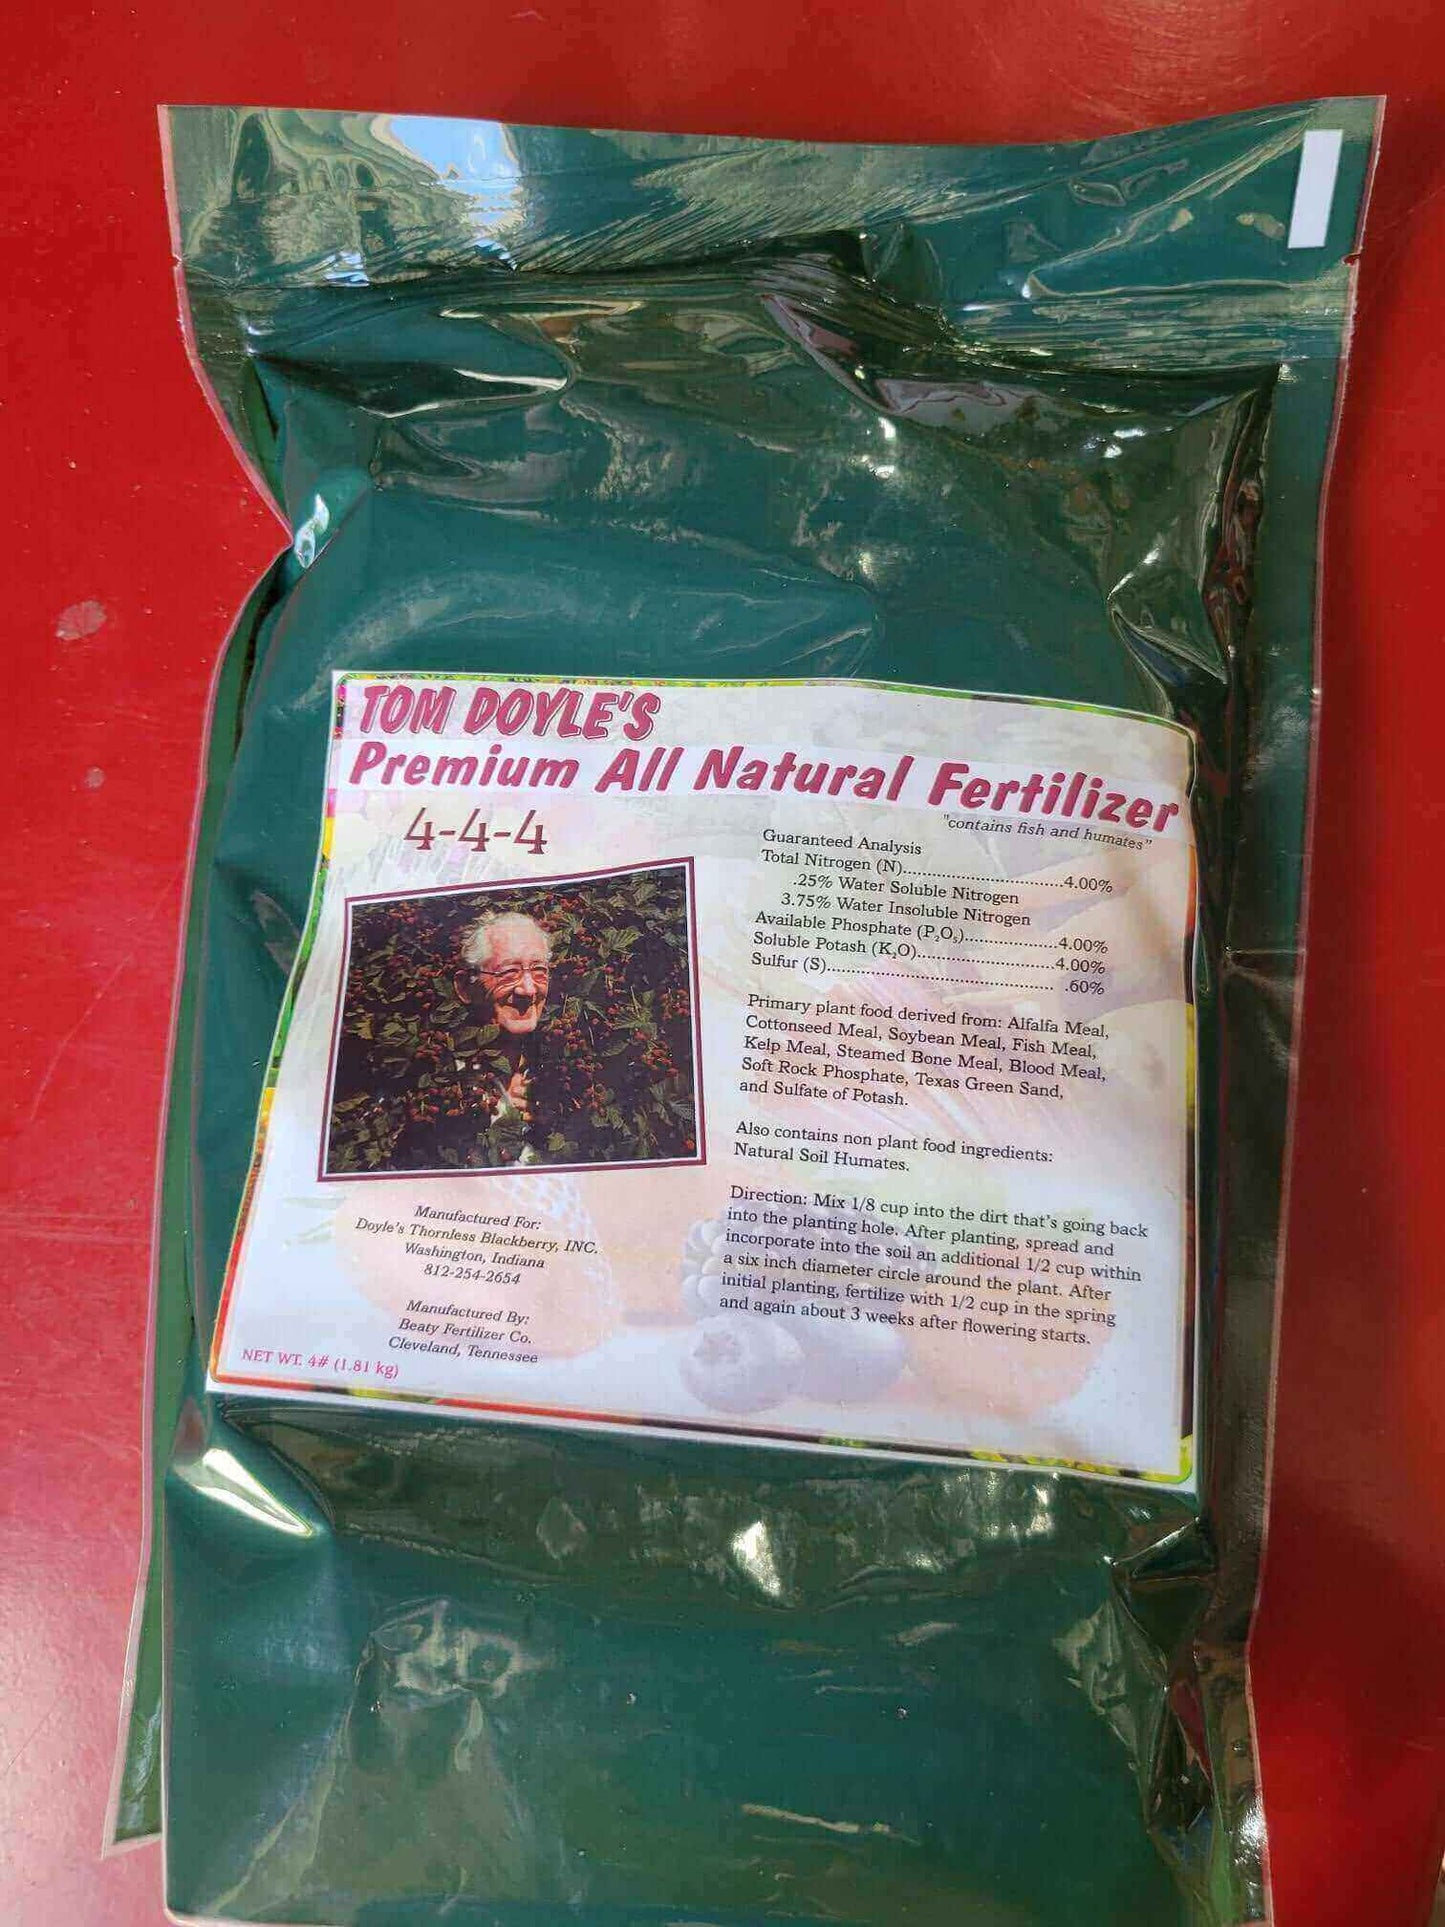 TOM DOYLE'S
Premium All Natural Fertilizer
"contains fish and humates"
4-4-4
Guaranteed Analysis
Total Nitrogen (N)..............................4.00%
.25% Water Soluble Nitrogen
3.75% Water Insoluble Nitrogen
Available Phosphate (P₂O₅)..................4.00%
Soluble Potash (K₂O)..........................4.00%
Sulfur (S).......................................... .60%
Primary plant food derived from: Alfalfa Meal,
Cottonseed Meal, Soybean Meal, Fish Meal,
Kelp Meal, Steamed Bone Meal, Blood Meal,
Soft Rock Phosphate, Texas Green Sand,
and Sulfate of Potash.
Also contains non plant food ingredients:
Natural Soil Humates.
Direction: Mix 1/8 cup into the dirt that's going back
into the planting hole. After planting, spread and
incorporate into the soil an additional 1/2 cup within
a six inch diameter circle around the plant. After
initial planting, fertilize with 1/2 cup in the spring
and again about 3 weeks after flowering starts.
Manufactured For:
Doyle's Thornless Blackberry, INC.
Washington, Indiana
812-254-2654
Manufactured By:
Beaty Fertilizer Co.
Cleveland, Tennessee
NET WT. 4# (1.81 kg)